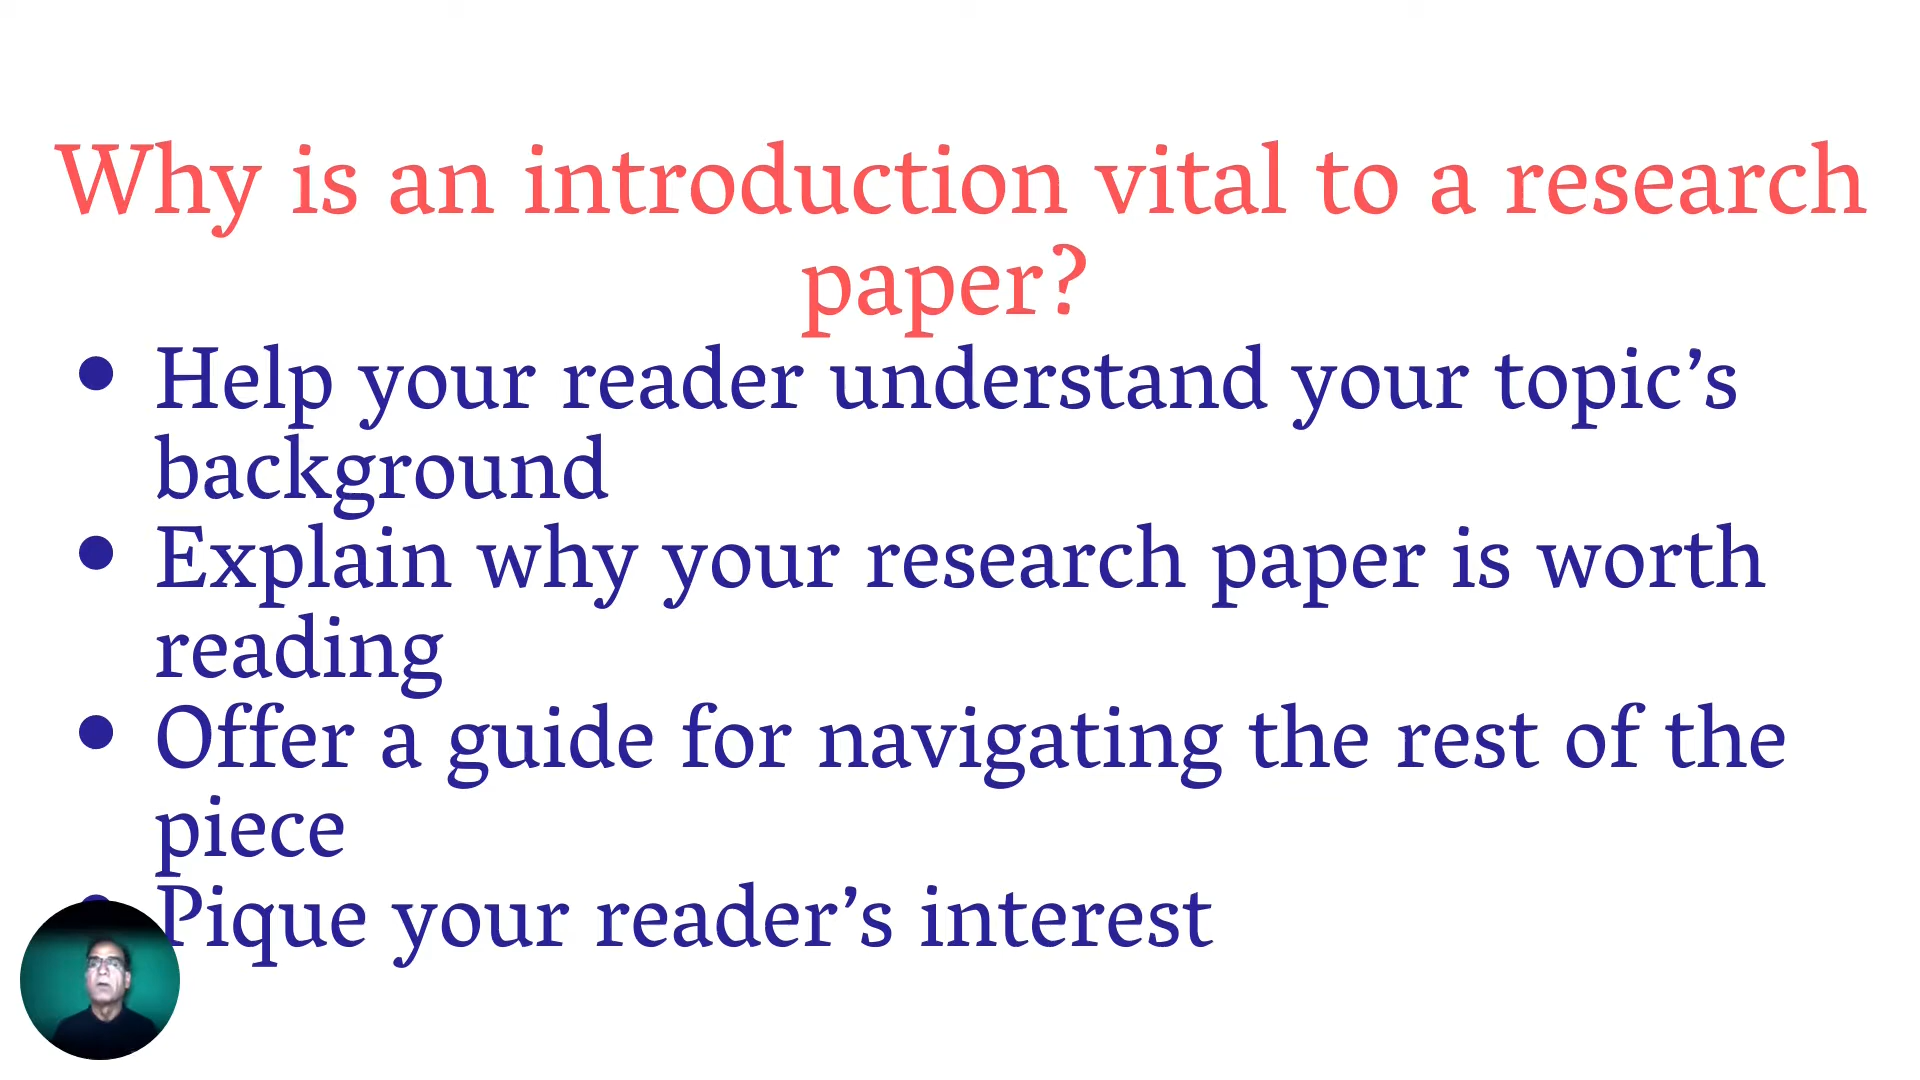 Why is an introduction vital to a research
paper?
• Help your reader understand your topic’s
background
• Explain why your research paper is worth
reading
• Offer a guide for navigating the rest of the
piece
• Pique your reader’s interest